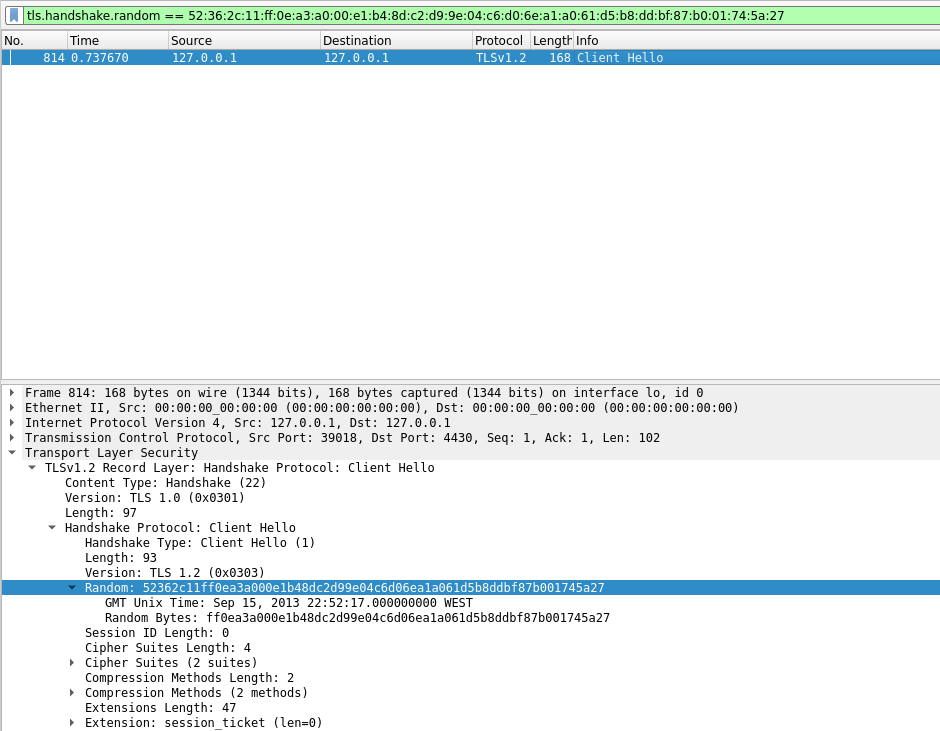 tls.handshake.random == 52:36:2c:11:ff:0e:a3:a0:00:e1:b4:8d:c2:d9:9e:04:c6:d0:6e:a1:a0:61:d5:b8:dd:bf:87:b0:01:74:5a:27
No. Time Source Destination Protocol Length Info
814 0.737670 127.0.0.1 127.0.0.1 TLSv1.2 168 Client Hello
Frame 814: 168 bytes on wire (1344 bits), 168 bytes captured (1344 bits) on interface lo, id 0
Ethernet II, Src: 00:00:00_00:00:00 (00:00:00:00:00:00), Dst: 00:00:00_00:00:00 (00:00:00:00:00:00)
Internet Protocol Version 4, Src: 127.0.0.1, Dst: 127.0.0.1
Transmission Control Protocol, Src Port: 39018, Dst Port: 4430, Seq: 1, Ack: 1, Len: 102
Transport Layer Security
TLSv1.2 Record Layer: Handshake Protocol: Client Hello
Content Type: Handshake (22)
Version: TLS 1.0 (0x0301)
Length: 97
Handshake Protocol: Client Hello
Handshake Type: Client Hello (1)
Length: 93
Version: TLS 1.2 (0x0303)
Random: 52362c11ff0ea3a000e1b48dc2d99e04c6d06ea1a061d5b8ddbf87b001745a27
GMT Unix Time: Sep 15, 2013 22:52:17.000000000 WEST
Random Bytes: ff0ea3a000e1b48dc2d99e04c6d06ea1a061d5b8ddbf87b001745a27
Session ID Length: 0
Cipher Suites Length: 4
Cipher Suites (2 suites)
Compression Methods Length: 2
Compression Methods (2 methods)
Extensions Length: 47
Extension: session_ticket (len=0)